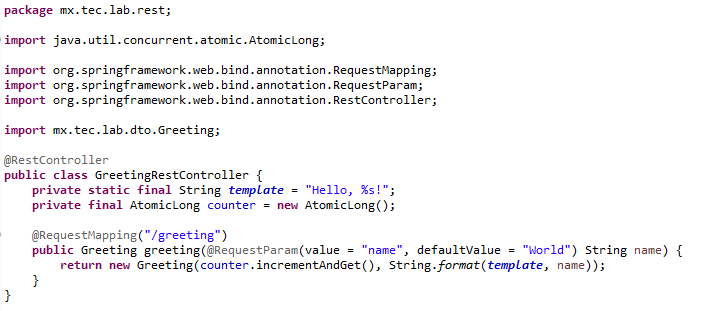 package mx.tec.lab.rest;
import java.util.concurrent.atomic.AtomicLong;
import org.springframework.web.bind.annotation.RequestMapping;
import org.springframework.web.bind.annotation.RequestParam;
import org.springframework.web.bind.annotation.RestController;
import mx.tec.lab.dto.Greeting;
@RestController
public class GreetingRestController {
    private static final String template = "Hello, %s!";
    private final AtomicLong counter = new AtomicLong();
    @RequestMapping("/greeting")
    public Greeting greeting(@RequestParam(value = "name", defaultValue = "World") String name) {
        return new Greeting(counter.incrementAndGet(), String.format(template, name));
    }
}